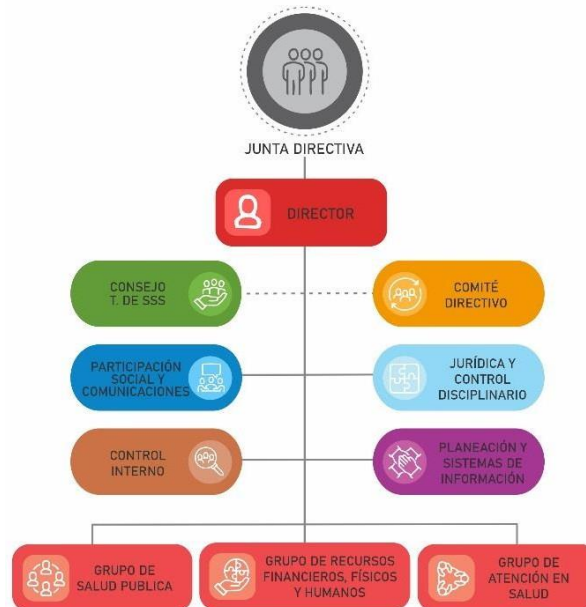 JUNTA DIRECTIVA
DIRECTOR
CONSEJO
T. DE SSS
COMITÉ
DIRECTIVO
PARTICIPACIÓN
SOCIAL Y
COMUNICACIONES
JURÍDICA Y
CONTROL
DISCIPLINARIO
CONTROL
INTERNO
PLANEACIÓN Y
SISTEMAS DE
INFORMACIÓN
GRUPO DE
SALUD PUBLICA
GRUPO DE RECURSOS
FINANCIEROS, FÍSICOS
Y HUMANOS
GRUPO DE
ATENCIÓN EN
SALUD